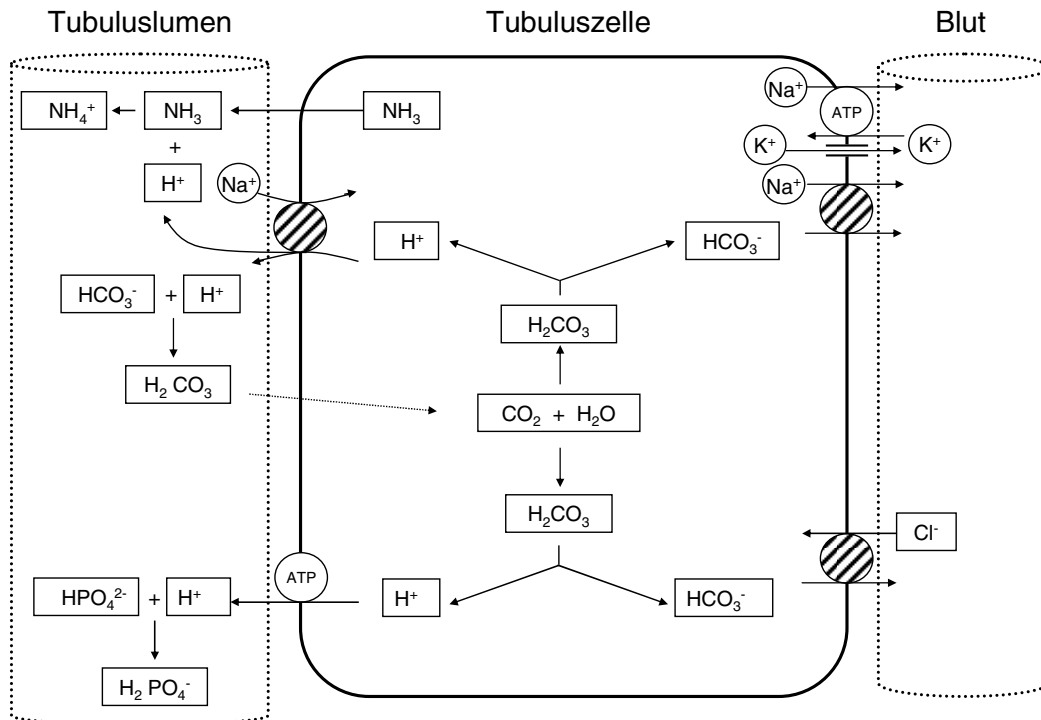 Tubuluslumen Tubuluszelle Blut
NH₄⁺ NH₃ NH₃ Na⁺ ATP
+ K⁺ K⁺
H⁺ Na⁺ Na⁺
H⁺ HCO₃⁻
HCO₃⁻ + H⁺
H₂CO₃
H₂ CO₃
CO₂ + H₂O
H₂CO₃
Cl⁻
ATP
HPO₄²⁻ + H⁺ H⁺ HCO₃⁻
H₂ PO₄⁻